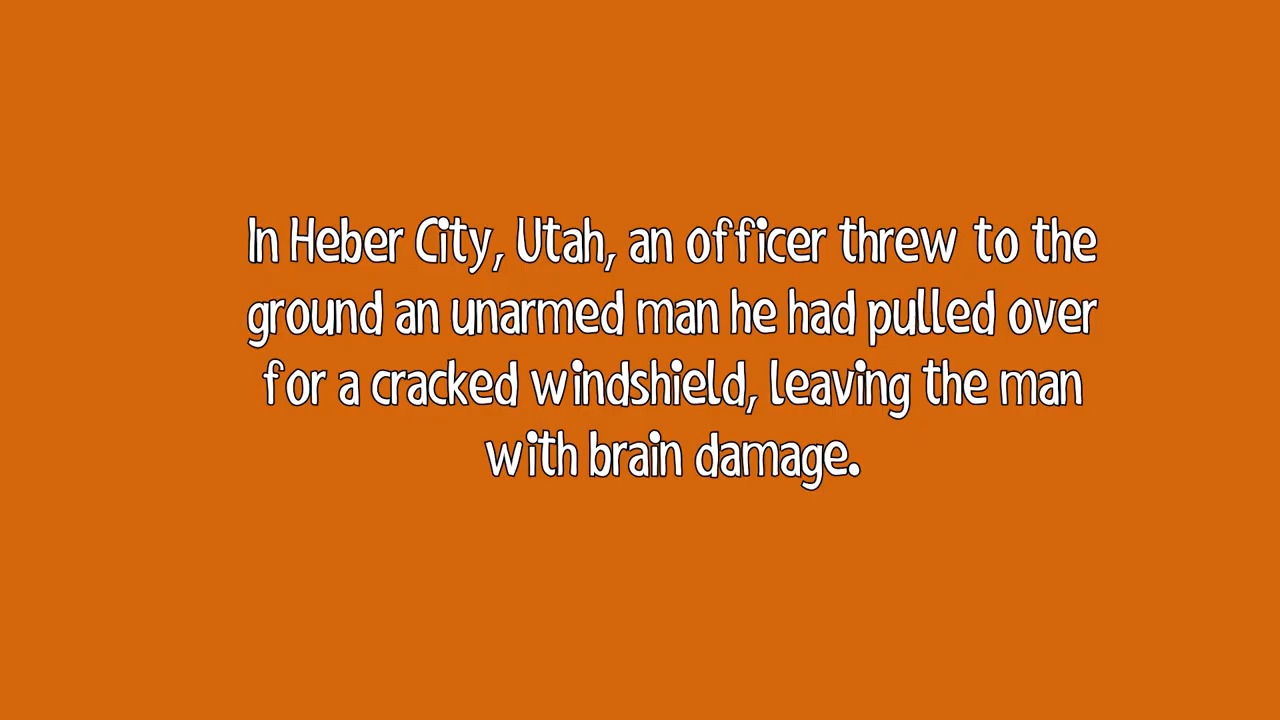 In Heber City, Utah, an officer threw to the
ground an unarmed man he had pulled over
for a cracked windshield, leaving the man
with brain damage.